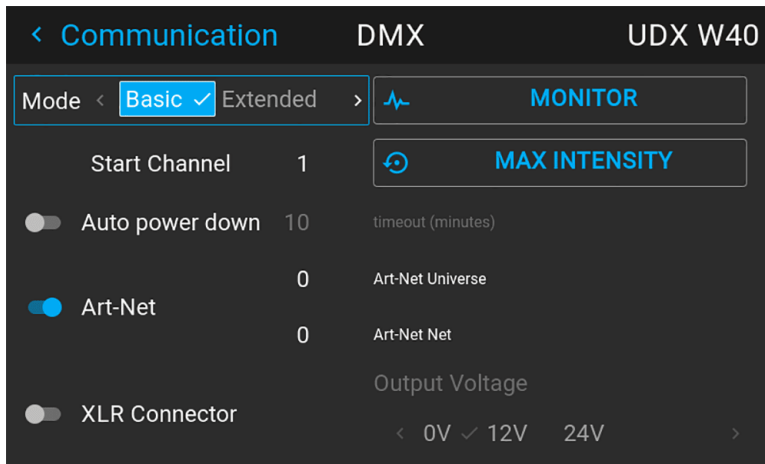 Communication DMX UDX W40
Mode Basic Extended MONITOR
Start Channel 1 MAX INTENSITY
Auto power down 10 timeout (minutes)
0 Art-Net Universe
Art-Net
0 Art-Net Net
Output Voltage
XLR Connector
0V 12V 24V